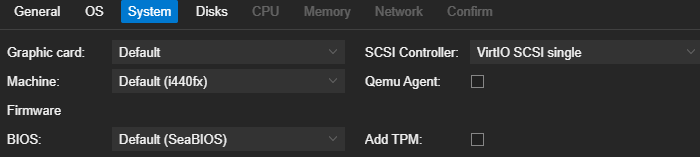 General OS System Disks CPU Memory Network Confirm
Graphic card: Default SCSI Controller: VirtIO SCSI single
Machine: Default (i440fx) Qemu Agent:
Firmware
BIOS: Default (SeaBIOS) Add TPM: